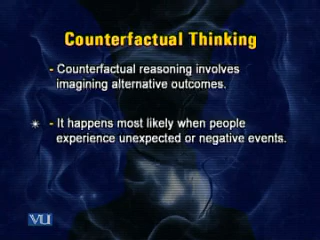 Counterfactual Thinking
- Counterfactual reasoning involves
imagining alternative outcomes.
- It happens most likely when people
experience unexpected or negative events.
VU